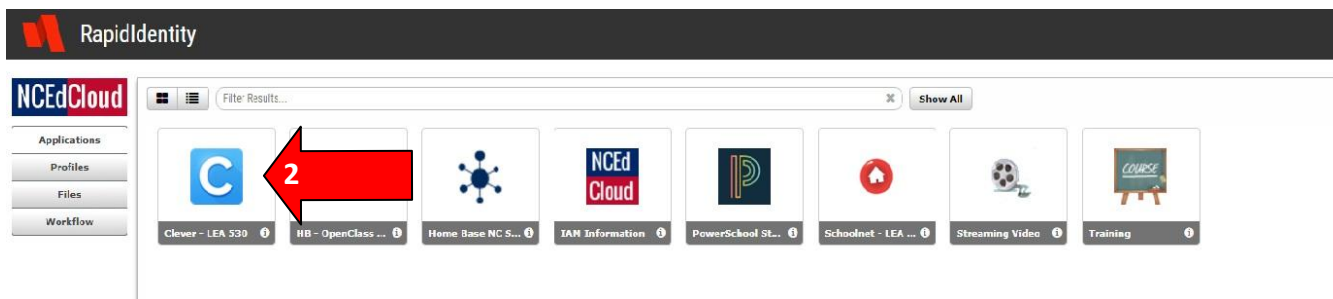 RapidIdentity
NCEdCloud
Filter Results...
Show All
Applications
Profiles
Files
Workflow
2
NCEd
Cloud
COURSE
Clever - LEA 530
HB - OpenClass ...
Home Base NC S...
IAM Information
PowerSchool St...
Schoolnet - LEA ...
Streaming Video
Training